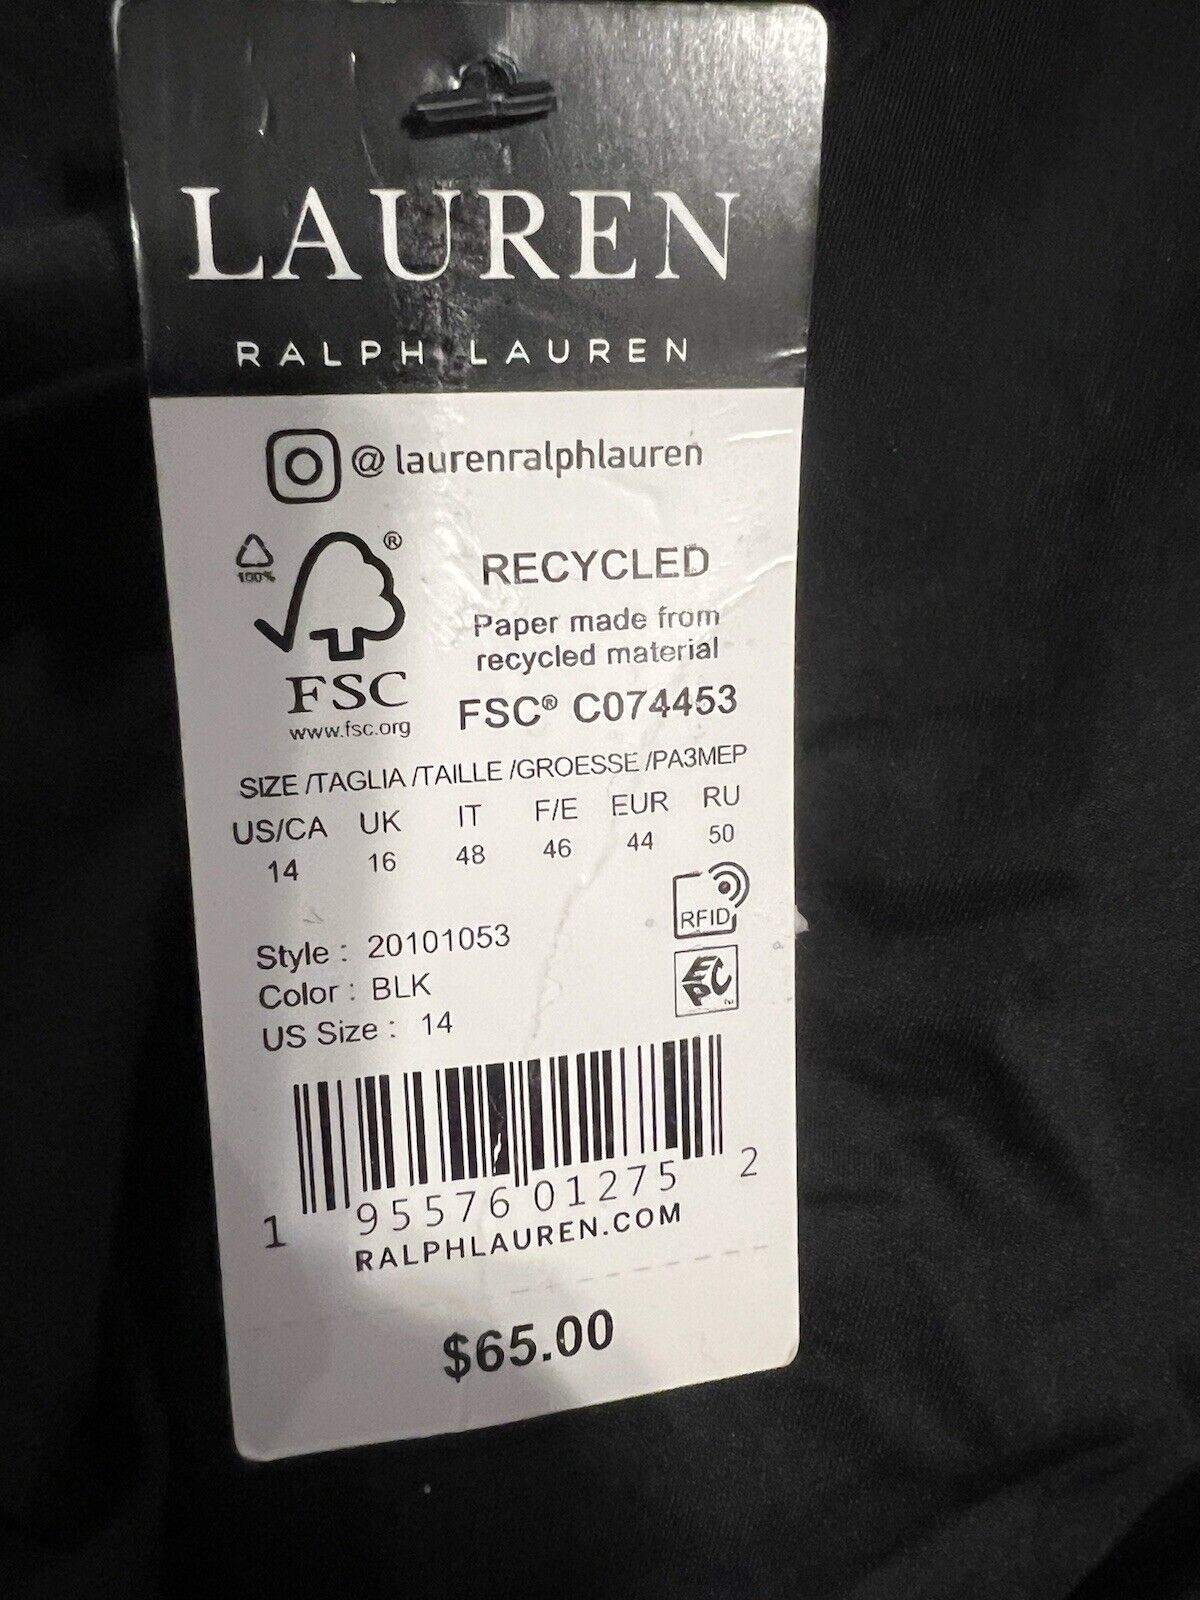 LAUREN
RALPH LAUREN
@ laurenralphlauren
100%
®
FSC
www.fsc.org
RECYCLED
Paper made from
recycled material
FSC® C074453
SIZE /TAGLIA /TAILLE /GROESSE /PA3MEP
US/CA UK IT F/E EUR RU
14 16 48 46 44 50
RFID
EPC
Style : 20101053
Color : BLK
US Size : 14
1 95576 01275 2
RALPHLAUREN.COM
$65.00